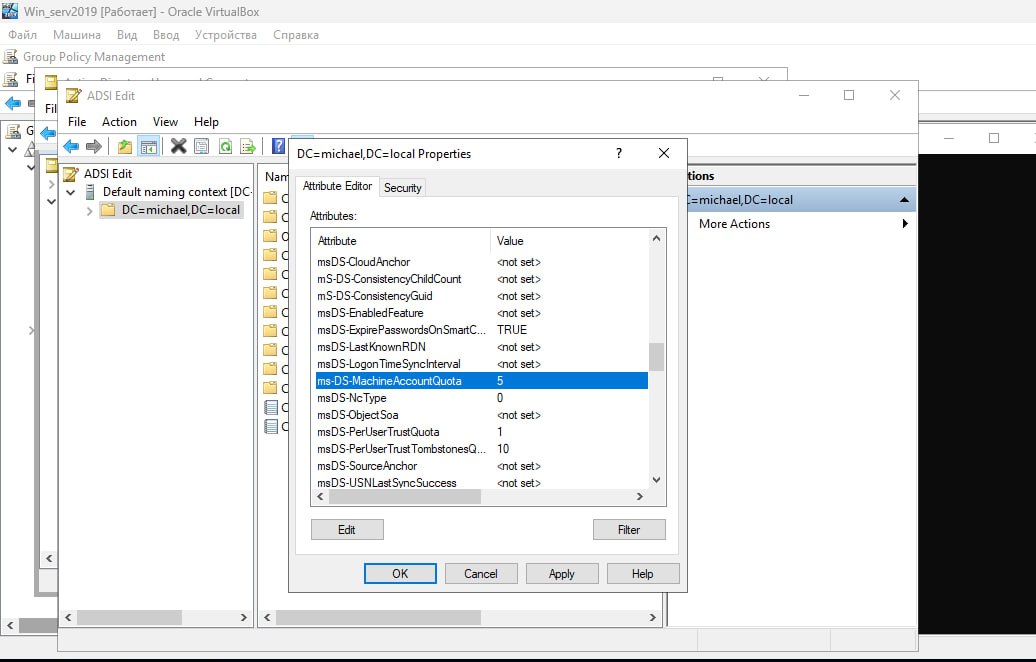 Win_serv2019 [Работает] - Oracle VirtualBox
Файл Машина Вид Ввод Устройства Справка
Group Policy Management
ADSI Edit
File Action View Help
DC=michael,DC=local Properties
Attribute Editor Security
ADSI Edit
Default naming context [DC
DC=michael,DC=local
Attributes:
Attribute Value
msDS-CloudAnchor <not set>
mS-DS-ConsistencyChildCount <not set>
mS-DS-ConsistencyGuid <not set>
msDS-EnabledFeature <not set>
msDS-ExpirePasswordsOnSmartC... TRUE
msDS-LastKnownRDN <not set>
msDS-LogonTimeSyncInterval <not set>
ms-DS-MachineAccountQuota 5
msDS-NcType 0
msDS-ObjectSoa <not set>
msDS-PerUserTrustQuota 1
msDS-PerUserTrustTombstonesQ... 10
msDS-SourceAnchor <not set>
msDS-USNLastSyncSuccess <not set>
Edit Filter
OK Cancel Apply Help
tions
C=michael,DC=local
More Actions